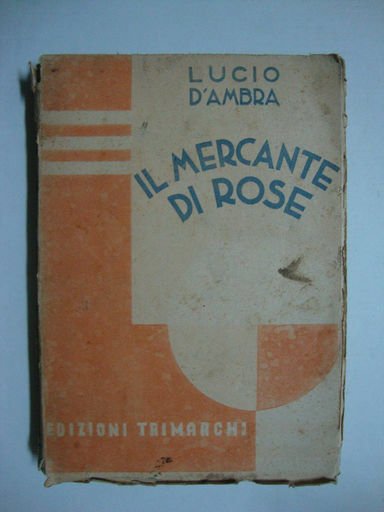 LUCIO
D'AMBRA
IL MERCANTE
DI ROSE
EDIZIONI TRIMARCHI